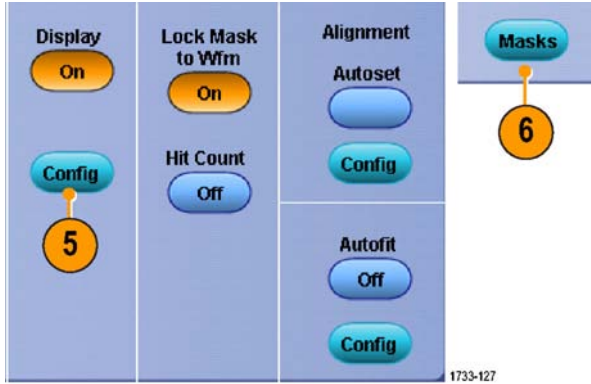 Display
On
Config
5
Lock Mask
to Wfm
On
Hit Count
Off
Alignment
Autoset
Config
Autofit
Off
Config
Masks
6
1733-127